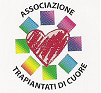 ASSOCIAZIONE
TRAPIANTATI DI CUORE